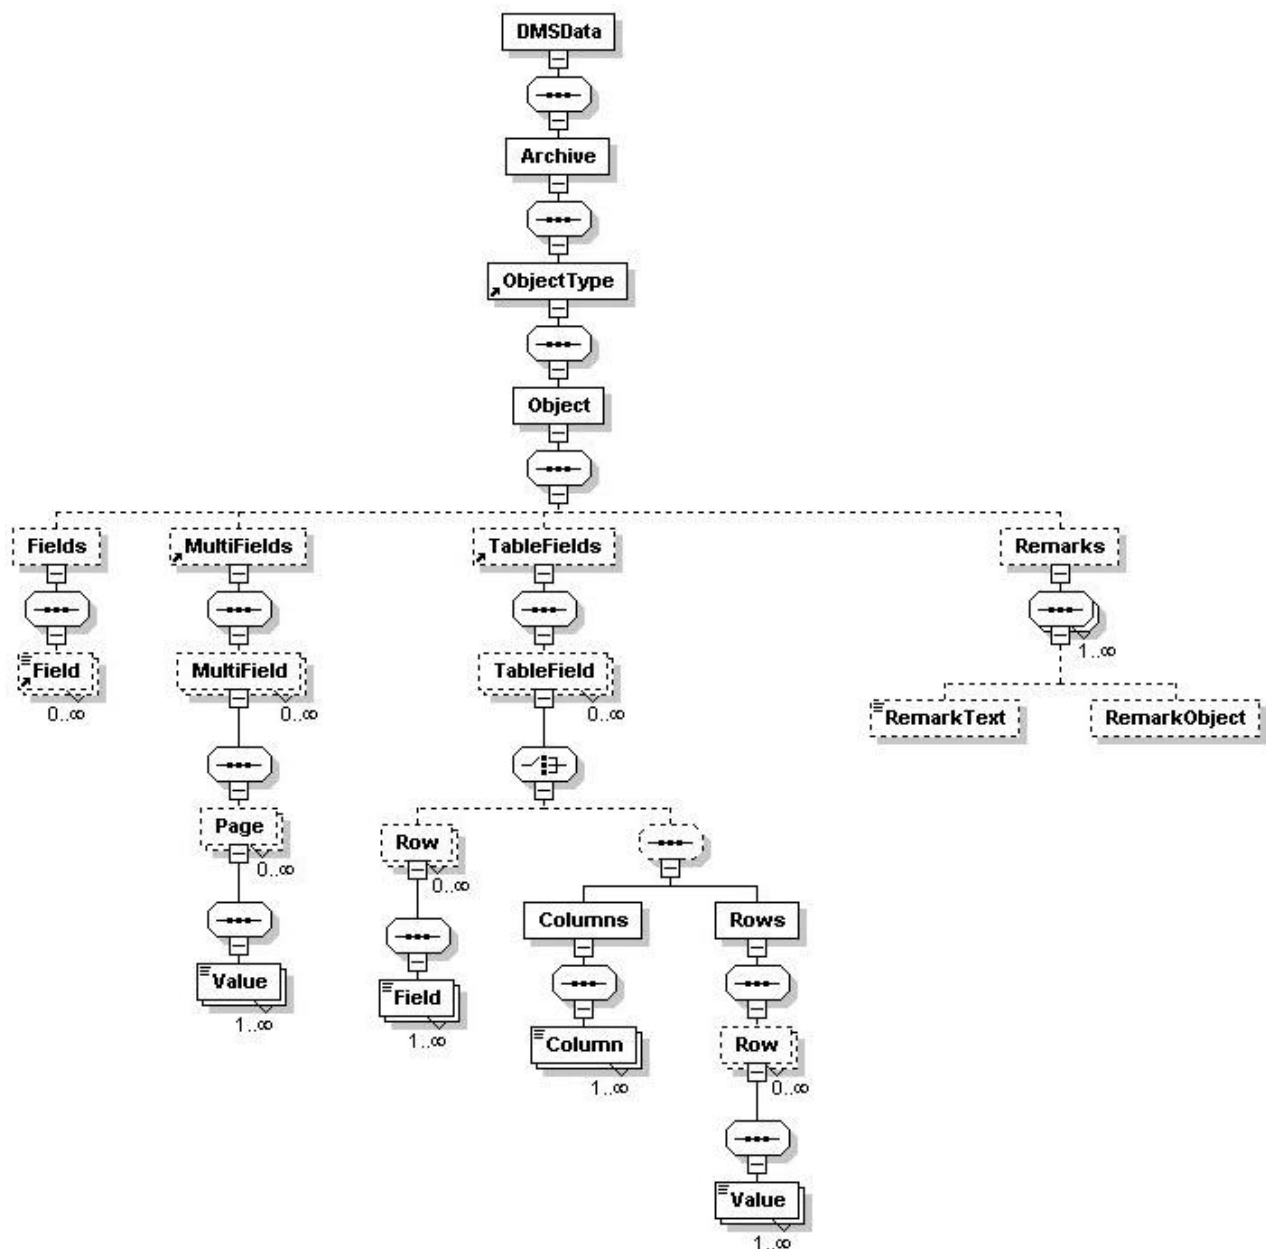 DMSData
Archive
ObjectType
Object
Fields MultiFields TableFields Remarks
Field MultiField TableField 1..∞
0..∞ 0..∞ 0..∞ RemarkText RemarkObject
Page Row
0..∞ 0..∞
Columns Rows
Value Field
1..∞ 1..∞
Column Row
1..∞ 0..∞
Value
1..∞